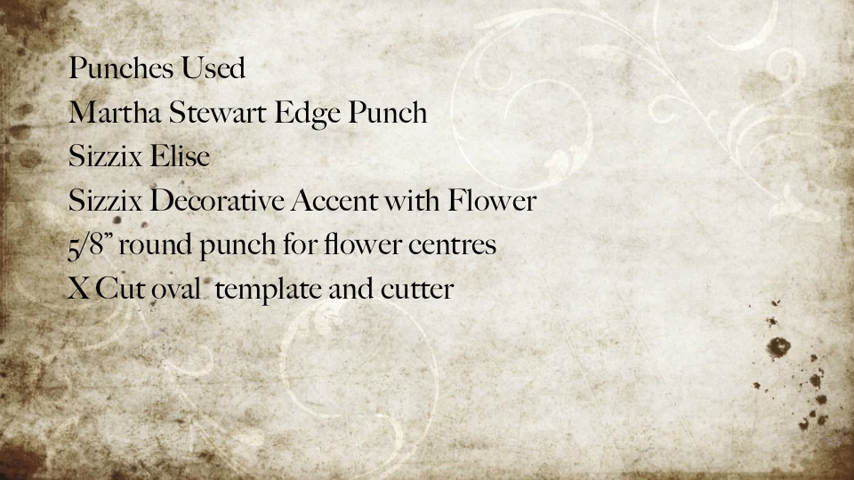 Punches Used
Martha Stewart Edge Punch
Sizzix Elise
Sizzix Decorative Accent with Flower
5/8” round punch for flower centres
X Cut oval  template and cutter